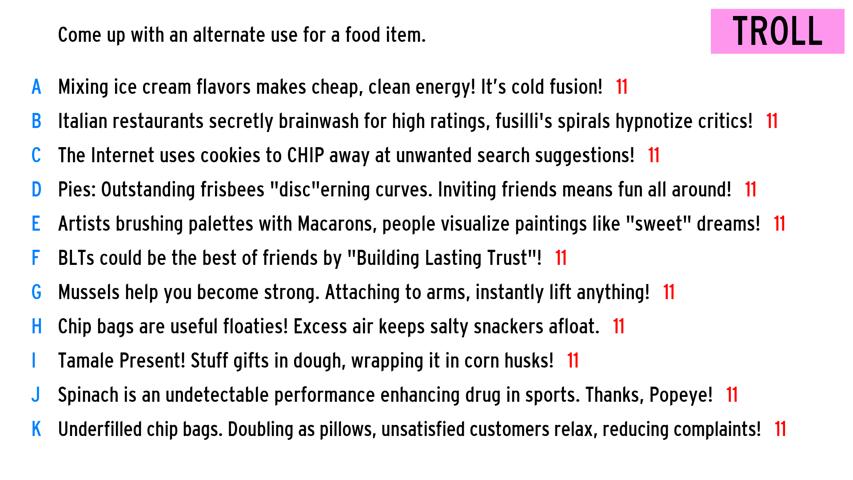 Come up with an alternate use for a food item.
TROLL
A Mixing ice cream flavors makes cheap, clean energy! It's cold fusion! 11
B Italian restaurants secretly brainwash for high ratings, fusilli's spirals hypnotize critics! 11
C The Internet uses cookies to CHIP away at unwanted search suggestions! 11
D Pies: Outstanding frisbees "disc"erning curves. Inviting friends means fun all around! 11
E Artists brushing palettes with Macarons, people visualize paintings like "sweet" dreams! 11
F BLTs could be the best of friends by "Building Lasting Trust"! 11
G Mussels help you become strong. Attaching to arms, instantly lift anything! 11
H Chip bags are useful floaties! Excess air keeps salty snackers afloat. 11
I Tamale Present! Stuff gifts in dough, wrapping it in corn husks! 11
J Spinach is an undetectable performance enhancing drug in sports. Thanks, Popeye! 11
K Underfilled chip bags. Doubling as pillows, unsatisfied customers relax, reducing complaints! 11